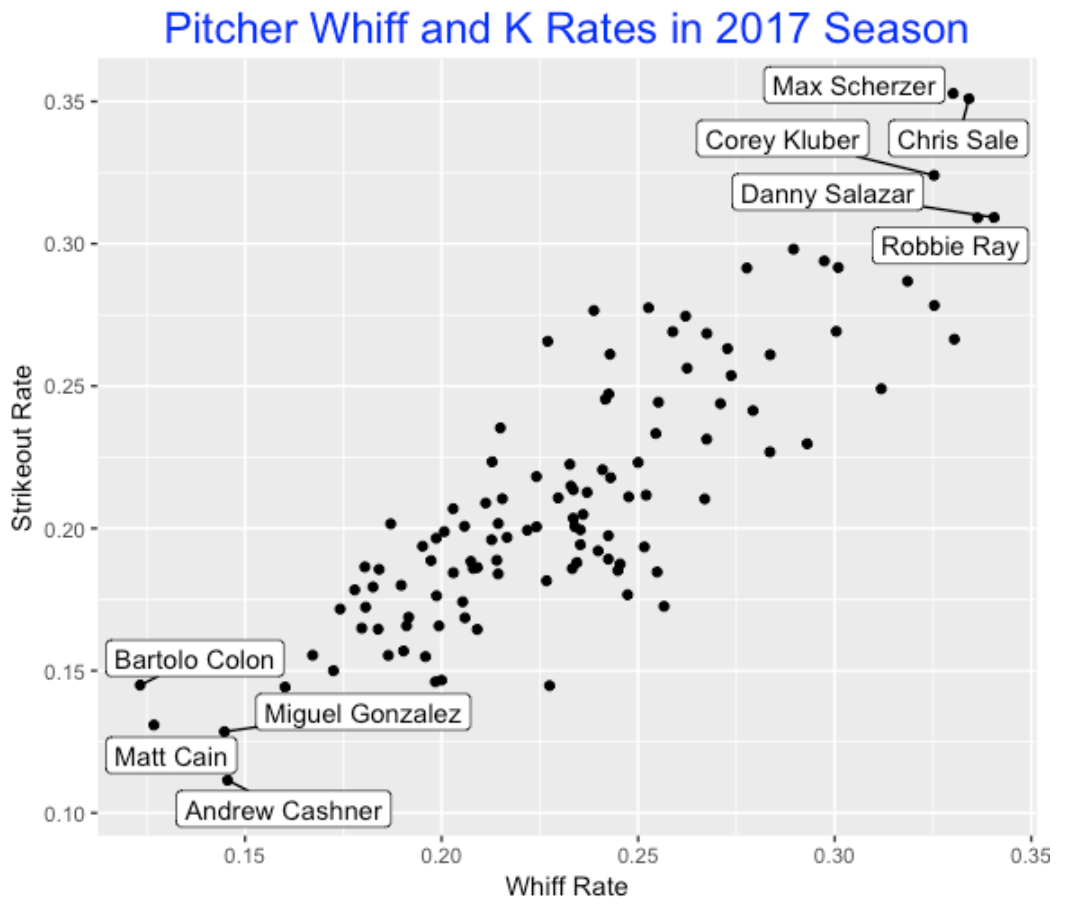 Pitcher Whiff and K Rates in 2017 Season
Max Scherzer
Chris Sale
Corey Kluber
Danny Salazar
Robbie Ray
Bartolo Colon
Miguel Gonzalez
Matt Cain
Andrew Cashner
Strikeout Rate
0.35
0.30
0.25
0.20
0.15
0.10
0.15
0.20
0.25
0.30
0.35
Whiff Rate